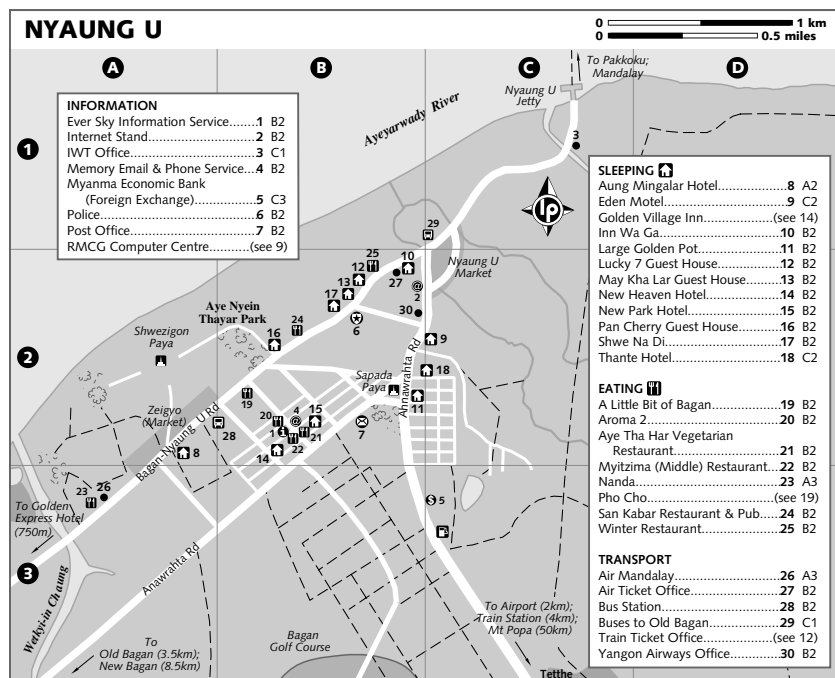 NYAUNG U
0 1 km
0 0.5 miles
A
B
C
D
To Pakkoku;
Mandalay
Nyaung U
Jetty
Ayeyarwady River
1
INFORMATION
Ever Sky Information Service........1 B2
Internet Stand........2 B2
IWT Office........3 C1
Memory Email & Phone Service...4 B2
Myanma Economic Bank
(Foreign Exchange)........5 C3
Police........6 B2
Post Office........7 B2
RMCG Computer Centre........(see 9)
3
lp
29
SLEEPING
Aung Mingalar Hotel........8 A2
Eden Motel........9 C2
Golden Village Inn........(see 14)
Inn Wa Ga........10 B2
Large Golden Pot........11 B2
Lucky 7 Guest House........12 B2
May Kha Lar Guest House........13 B2
New Heaven Hotel........14 B2
New Park Hotel........15 B2
Pan Cherry Guest House........16 B2
Shwe Na Di........17 B2
Thante Hotel........18 C2
EATING
A Little Bit of Bagan........19 B2
Aroma 2........20 B2
Aye Tha Har Vegetarian
Restaurant........21 B2
Myitzima (Middle) Restaurant..22 B2
Nanda........23 A3
Pho Cho........(see 19)
San Kabar Restaurant & Pub...24 B2
Winter Restaurant........25 B2
TRANSPORT
Air Mandalay........26 A3
Air Ticket Office........27 B2
Bus Station........28 B2
Buses to Old Bagan........29 C1
Train Ticket Office........(see 12)
Yangon Airways Office........30 B2
25
10
12
27
Nyaung U
Market
13
@
2
17
30
Aye Nyein
Thayar Park
24
6
Shwezigon
Paya
16
9
2
Sapada
Paya
18
Ahnawrahta Rd
11
19
Zeigyo
(Market)
20
4
@
15
28
1
21
22
7
14
8
Bagan-Nyaung U Rd
23
26
$ 5
To Golden
Express Hotel
(750m)
3
Anawrahta Rd
Wetkyi-in Chaung
To
Old Bagan (3.5km);
New Bagan (8.5km)
Bagan
Golf Course
To Airport (2km);
Train Station (4km);
Mt Popa (50km)
Tetthe